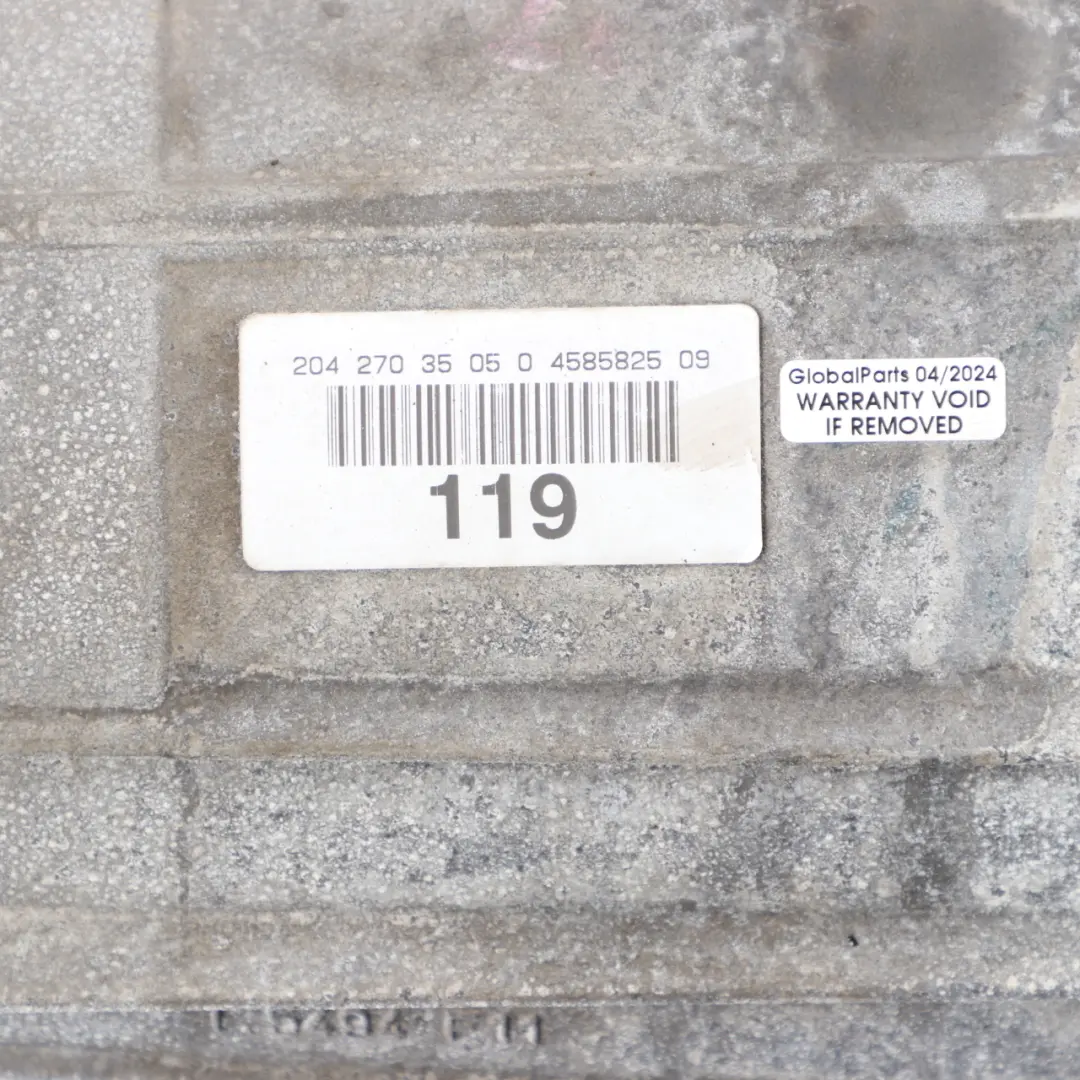 204 270 35 05 0 4585825 09
119
GlobalParts 04/2024
WARRANTY VOID
IF REMOVED